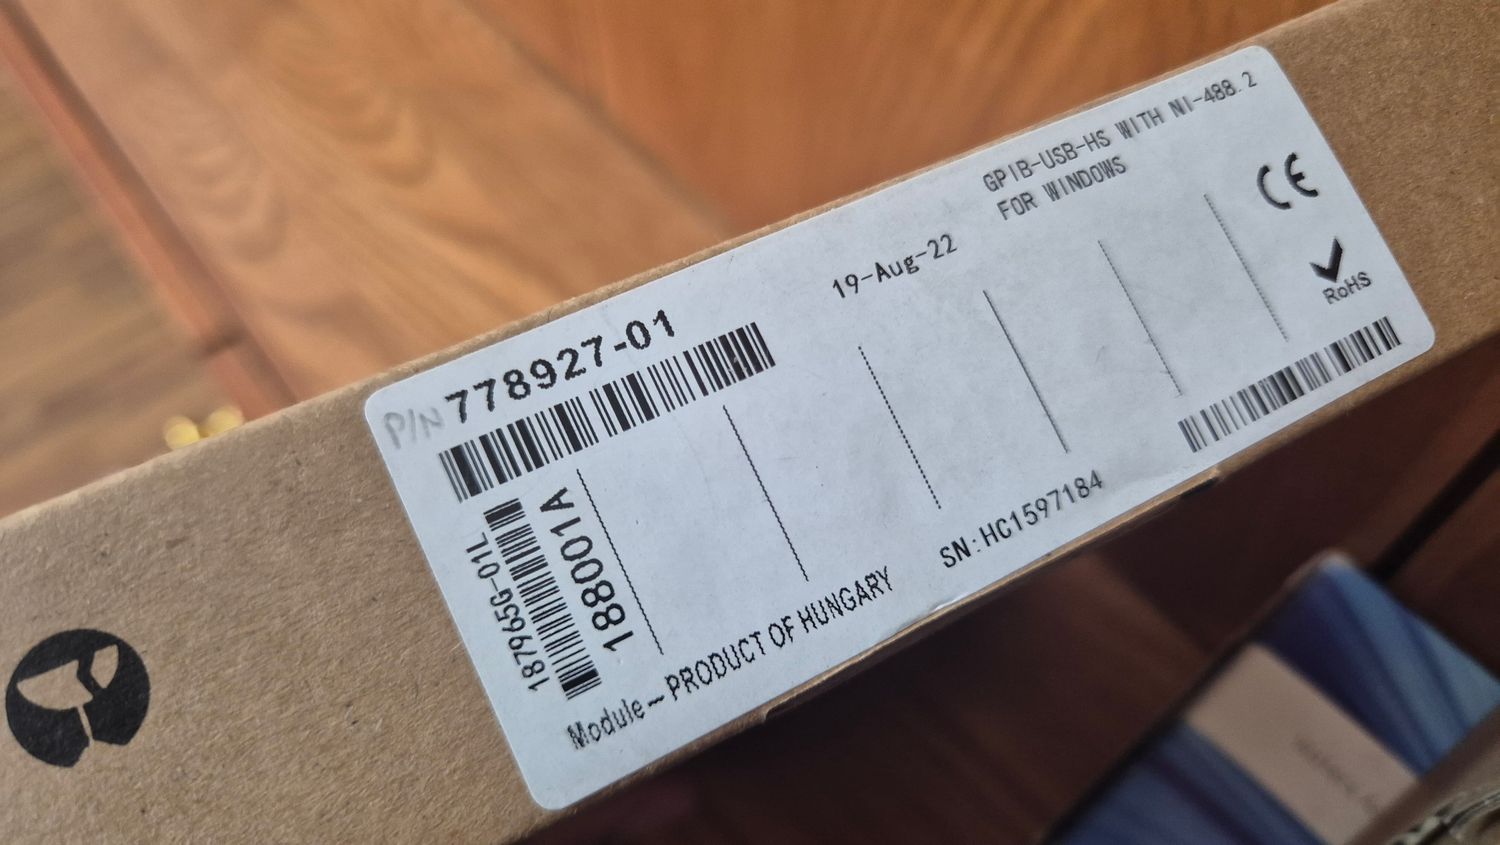 P/N 778927-01
19-Aug-22
GPIB-USB-HS WITH NI-488.2
FOR WINDOWS
CE
RoHS
187965G-01L
188001A
Module - PRODUCT OF HUNGARY
SN:HC1597184